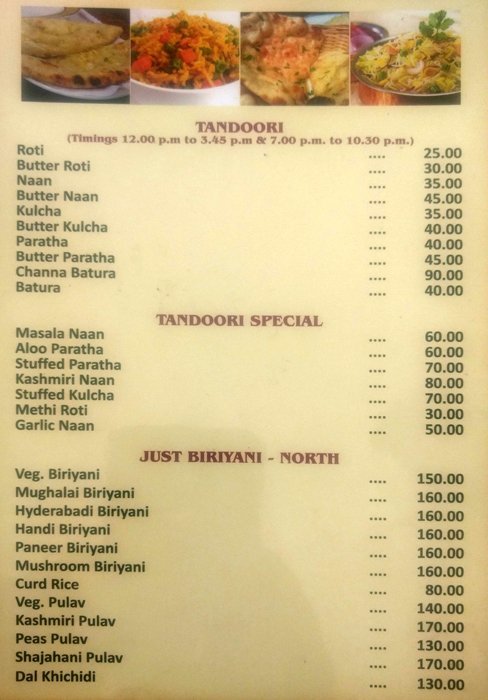 TANDOORI
(Timings 12.00 p.m to 3.45 p.m & 7.00 p.m. to 10.30 p.m.)
Roti .... 25.00
Butter Roti .... 30.00
Naan .... 35.00
Butter Naan .... 45.00
Kulcha .... 35.00
Butter Kulcha .... 40.00
Paratha .... 40.00
Butter Paratha .... 45.00
Channa Batura .... 90.00
Batura .... 40.00
TANDOORI SPECIAL
Masala Naan .... 60.00
Aloo Paratha .... 60.00
Stuffed Paratha .... 70.00
Kashmiri Naan .... 80.00
Stuffed Kulcha .... 70.00
Methi Roti .... 30.00
Garlic Naan .... 50.00
JUST BIRIYANI - NORTH
Veg. Biriyani .... 150.00
Mughalai Biriyani .... 160.00
Hyderabadi Biriyani .... 160.00
Handi Biriyani .... 160.00
Paneer Biriyani .... 160.00
Mushroom Biriyani .... 160.00
Curd Rice .... 80.00
Veg. Pulav .... 140.00
Kashmiri Pulav .... 170.00
Peas Pulav .... 130.00
Shajahani Pulav .... 170.00
Dal Khichidi .... 130.00